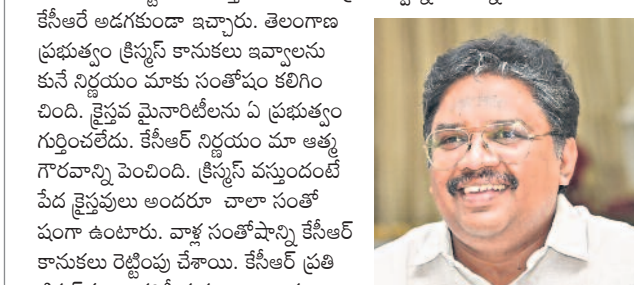 కేసీఆరే అడగకుండా ఇచ్చారు. తెలంగాణ
ప్రభుత్వం క్రిస్మస్ కానుకలు ఇవ్వాలను
కునే నిర్ణయం మాకు సంతోషం కలిగిం
చింది. క్రైస్తవ మైనారిటీలను ఏ ప్రభుత్వం
గుర్తించలేదు. కేసీఆర్ నిర్ణయం మా ఆత్మ
గౌరవాన్ని పెంచింది. క్రిస్మస్ వస్తుందంటే
పేద క్రైస్తవులు అందరూ చాలా సంతో
షంగా ఉంటారు. వాళ్ల సంతోషాన్ని కేసీఆర్
కానుకలు రెట్టింపు చేశాయి. కేసీఆర్ ప్రతి